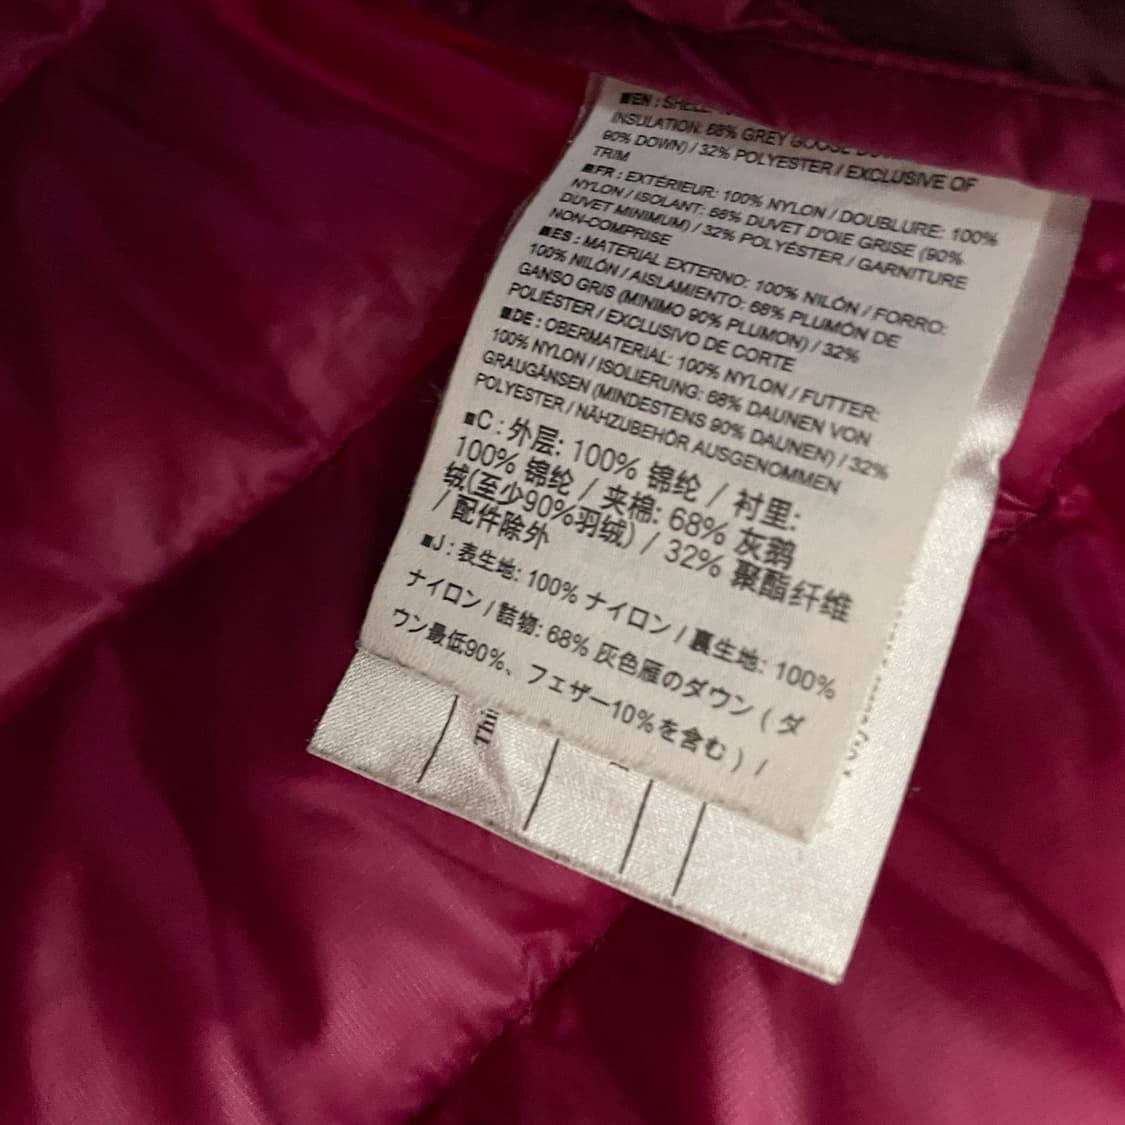 ■EN : SHELL
INSULATION: 68% GREY GOOSE
90% DOWN) / 32% POLYESTER / EXCLUSIVE OF
TRIM
■FR : EXTÉRIEUR: 100% NYLON / DOUBLURE: 100%
NYLON / ISOLANT: 68% DUVET D'OIE GRISE (90%
DUVET MINIMUM) / 32% POLYÉSTER / GARNITURE
NON-COMPRISE
■ES : MATERIAL EXTERNO: 100% NILÓN / FORRO:
100% NILÓN / AISLAMIENTO: 68% PLUMÓN DE
GANSO GRIS (MINIMO 90% PLUMON) / 32%
POLIÉSTER / EXCLUSIVO DE CORTE
■DE : OBERMATERIAL: 100% NYLON / FUTTER:
100% NYLON / ISOLIERUNG: 68% DAUNEN VON
GRAUGÄNSEN (MINDESTENS 90% DAUNEN) / 32%
POLYESTER / NÄHZUBEHÖR AUSGENOMMEN
■C : 外层: 100% 锦纶 / 衬里:
100% 锦纶 / 夹棉: 68% 灰鹅
绒(至少90%羽绒) / 32% 聚酯纤维
/ 配件除外
■J : 表生地: 100% ナイロン / 裏生地: 100%
ナイロン / 詰物: 68% 灰色雁のダウン ( ダ
ウン最低90%、フェザー10%を含む ) /
Thi